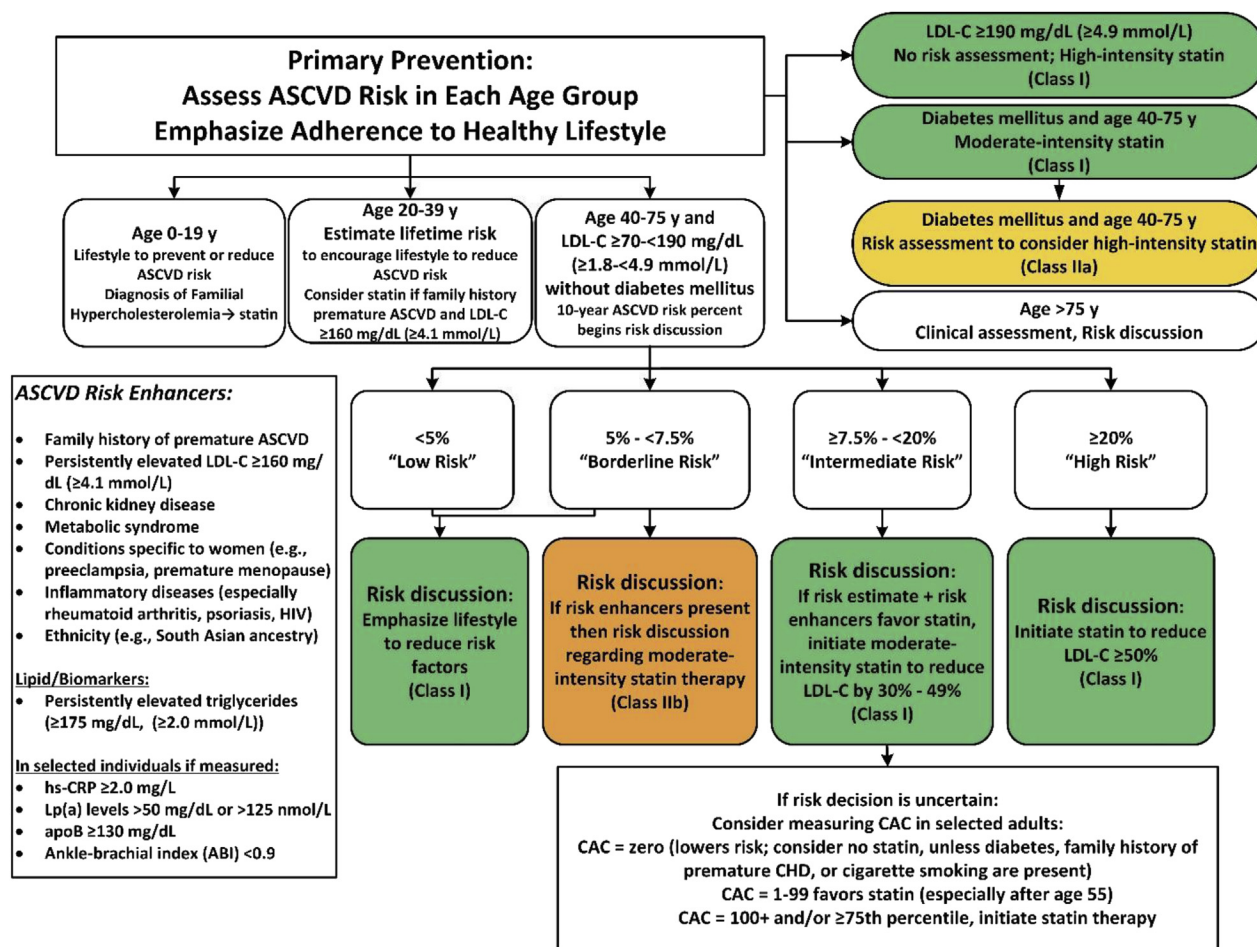 Primary Prevention:
Assess ASCVD Risk in Each Age Group
Emphasize Adherence to Healthy Lifestyle
LDL-C ≥190 mg/dL (≥4.9 mmol/L)
No risk assessment; High-intensity statin
(Class I)
Diabetes mellitus and age 40-75 y
Moderate-intensity statin
(Class I)
Diabetes mellitus and age 40-75 y
Risk assessment to consider high-intensity statin
(Class IIa)
Age >75 y
Clinical assessment, Risk discussion
Age 0-19 y
Lifestyle to prevent or reduce
ASCVD risk
Diagnosis of Familial
Hypercholesterolemia→ statin
Age 20-39 y
Estimate lifetime risk
to encourage lifestyle to reduce
ASCVD risk
Consider statin if family history
premature ASCVD and LDL-C
≥160 mg/dL (≥4.1 mmol/L)
Age 40-75 y and
LDL-C ≥70-<190 mg/dL
(≥1.8-<4.9 mmol/L)
without diabetes mellitus
10-year ASCVD risk percent
begins risk discussion
ASCVD Risk Enhancers:
• Family history of premature ASCVD
• Persistently elevated LDL-C ≥160 mg/
dL (≥4.1 mmol/L)
• Chronic kidney disease
• Metabolic syndrome
• Conditions specific to women (e.g.,
preeclampsia, premature menopause)
• Inflammatory diseases (especially
rheumatoid arthritis, psoriasis, HIV)
• Ethnicity (e.g., South Asian ancestry)
Lipid/Biomarkers:
• Persistently elevated triglycerides
(≥175 mg/dL, (≥2.0 mmol/L))
In selected individuals if measured:
• hs-CRP ≥2.0 mg/L
• Lp(a) levels >50 mg/dL or >125 nmol/L
• apoB ≥130 mg/dL
• Ankle-brachial index (ABI) <0.9
<5%
"Low Risk"
5% - <7.5%
"Borderline Risk"
≥7.5% - <20%
"Intermediate Risk"
≥20%
"High Risk"
Risk discussion:
Emphasize lifestyle
to reduce risk
factors
(Class I)
Risk discussion:
If risk enhancers present
then risk discussion
regarding moderate-
intensity statin therapy
(Class IIb)
Risk discussion:
If risk estimate + risk
enhancers favor statin,
initiate moderate-
intensity statin to reduce
LDL-C by 30% - 49%
(Class I)
Risk discussion:
Initiate statin to reduce
LDL-C ≥50%
(Class I)
If risk decision is uncertain:
Consider measuring CAC in selected adults:
CAC = zero (lowers risk; consider no statin, unless diabetes, family history of
premature CHD, or cigarette smoking are present)
CAC = 1-99 favors statin (especially after age 55)
CAC = 100+ and/or ≥75th percentile, initiate statin therapy